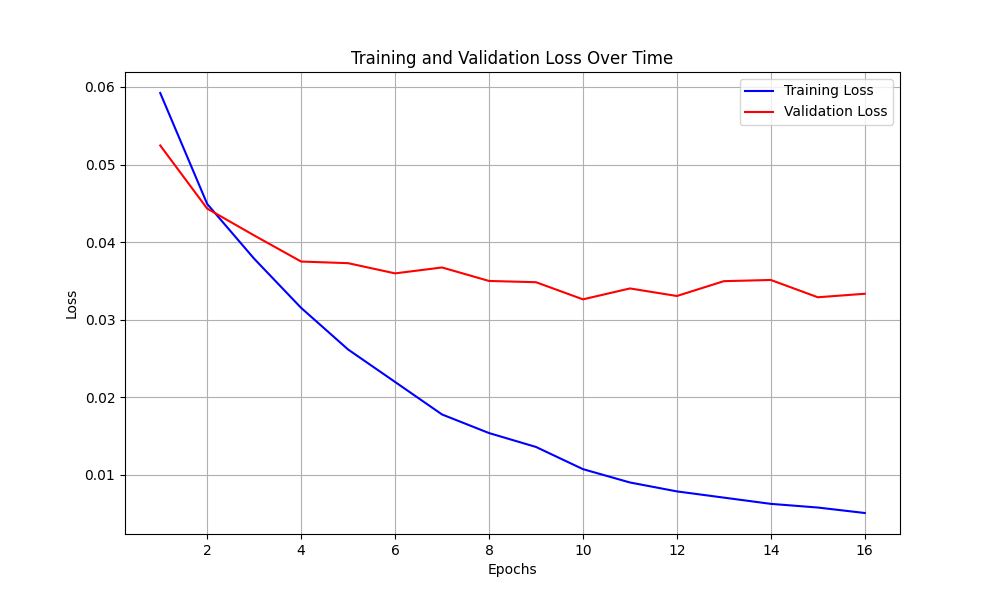 Training and Validation Loss Over Time
Training Loss
Validation Loss
0.06
0.05
0.04
0.03
0.02
0.01
Loss
2 4 6 8 10 12 14 16
Epochs